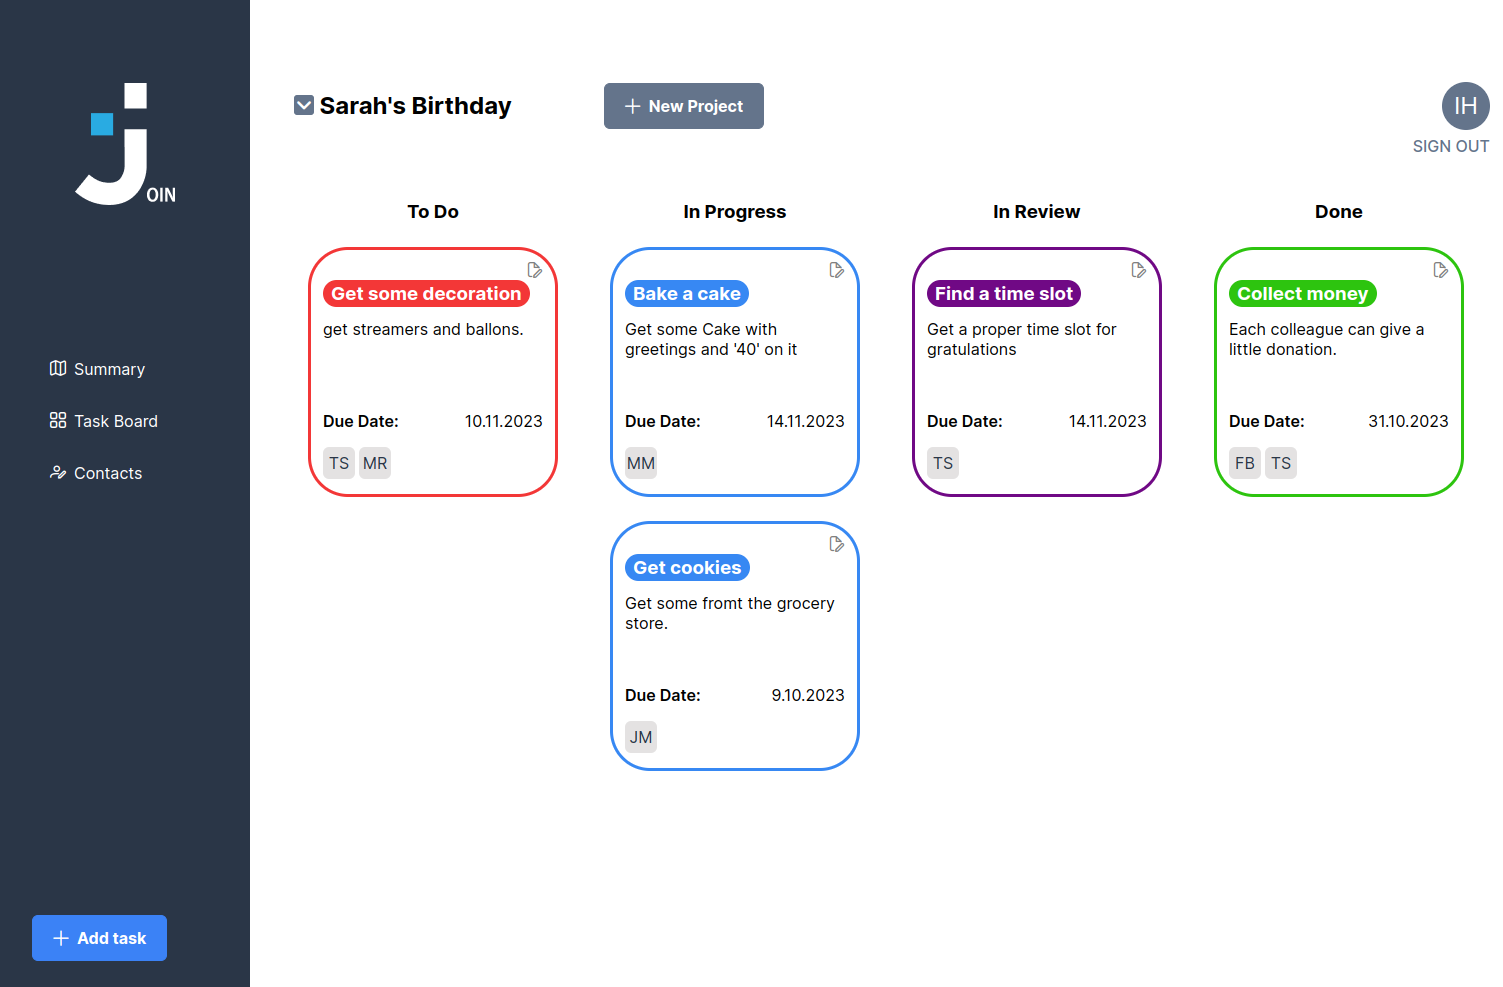 OIN
Summary
Task Board
Contacts
Add task
Sarah's Birthday
New Project
IH
SIGN OUT
To Do
Get some decoration
get streamers and ballons.
Due Date: 10.11.2023
TS MR
In Progress
Bake a cake
Get some Cake with
greetings and '40' on it
Due Date: 14.11.2023
MM
Get cookies
Get some fromt the grocery
store.
Due Date: 9.10.2023
JM
In Review
Find a time slot
Get a proper time slot for
gratulations
Due Date: 14.11.2023
TS
Done
Collect money
Each colleague can give a
little donation.
Due Date: 31.10.2023
FB TS